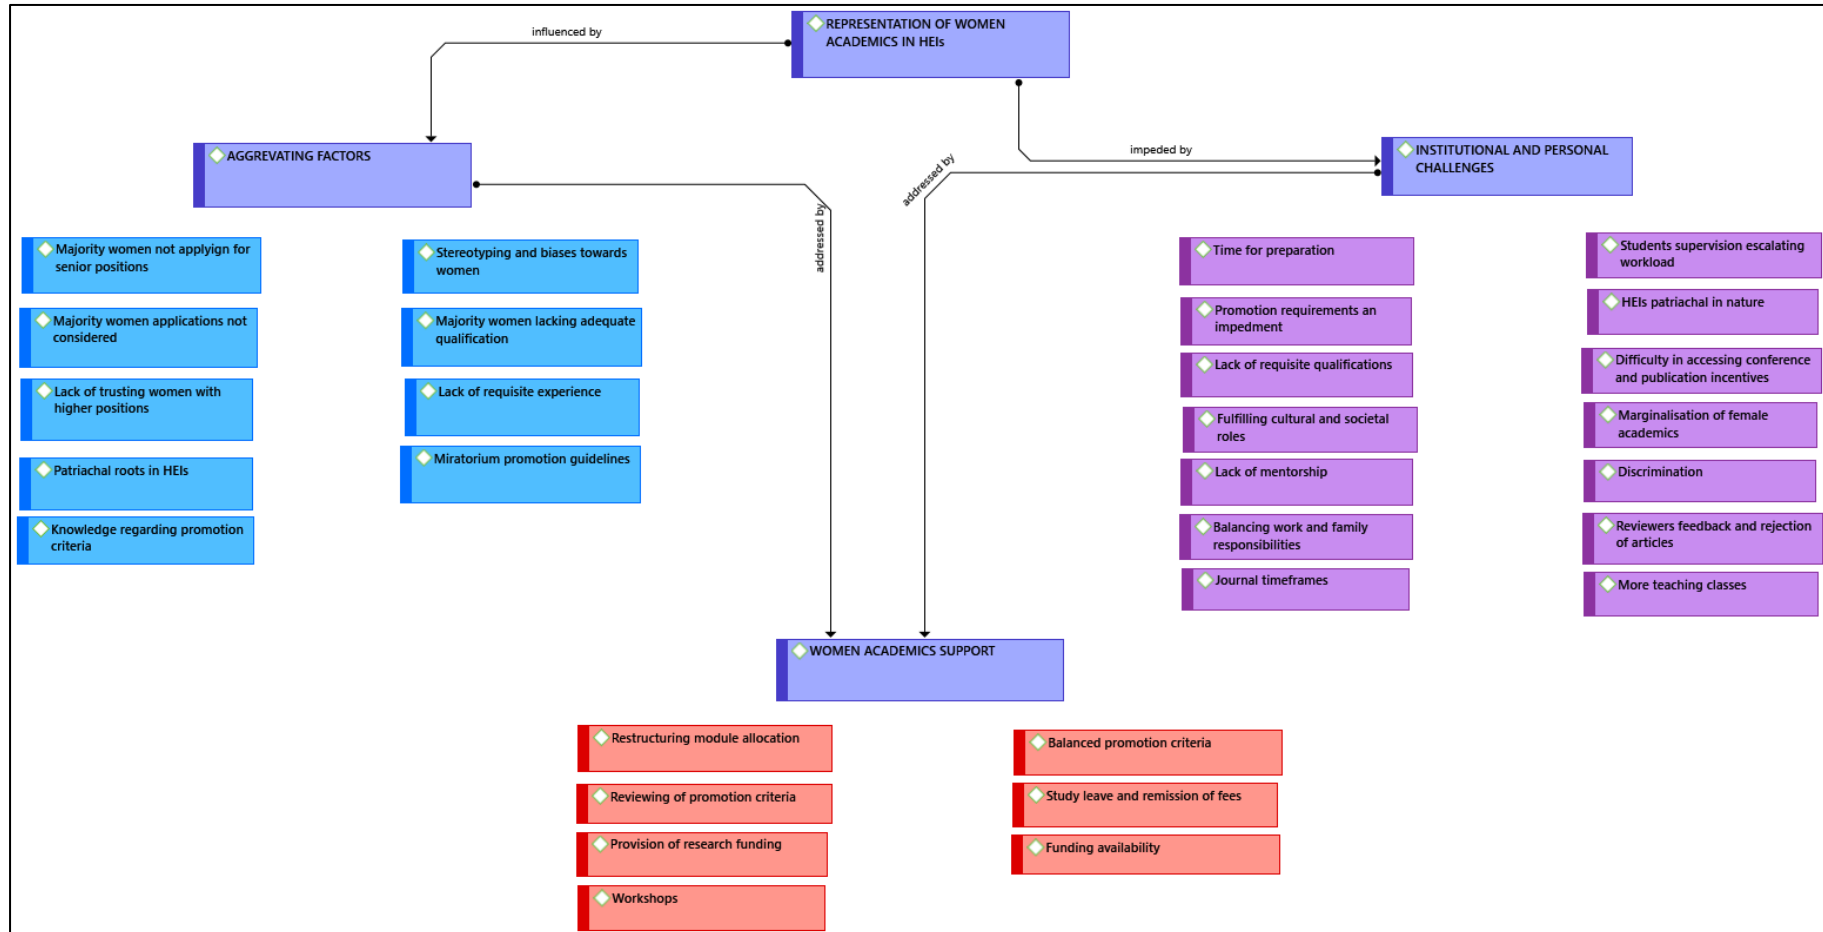 REPRESENTATION OF WOMEN
ACADEMICS IN HEIs
influenced by
impeded by
AGGREVATING FACTORS
INSTITUTIONAL AND PERSONAL
CHALLENGES
addressed by
addressed by
Majority women not applyign for
senior positions
Majority women applications not
considered
Lack of trusting women with
higher positions
Patriachal roots in HEIs
Knowledge regarding promotion
criteria
Stereotyping and biases towards
women
Majority women lacking adequate
qualification
Lack of requisite experience
Miratorium promotion guidelines
Time for preparation
Promotion requirements an
impedment
Lack of requisite qualifications
Fulfilling cultural and societal
roles
Lack of mentorship
Balancing work and family
responsibilities
Journal timeframes
Students supervision escalating
workload
HEIs patriachal in nature
Difficulty in accessing conference
and publication incentives
Marginalisation of female
academics
Discrimination
Reviewers feedback and rejection
of articles
More teaching classes
WOMEN ACADEMICS SUPPORT
Restructuring module allocation
Reviewing of promotion criteria
Provision of research funding
Workshops
Balanced promotion criteria
Study leave and remission of fees
Funding availability